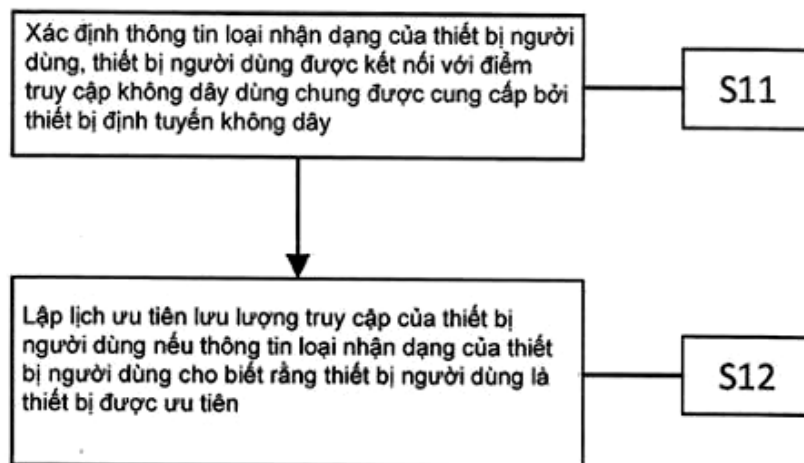 Xác định thông tin loại nhận dạng của thiết bị người
dùng, thiết bị người dùng được kết nối với điểm
truy cập không dây dùng chung được cung cấp bởi
thiết bị định tuyến không dây
S11
Lập lịch ưu tiên lưu lượng truy cập của thiết bị
người dùng nếu thông tin loại nhận dạng của thiết
bị người dùng cho biết rằng thiết bị người dùng là
thiết bị được ưu tiên
S12